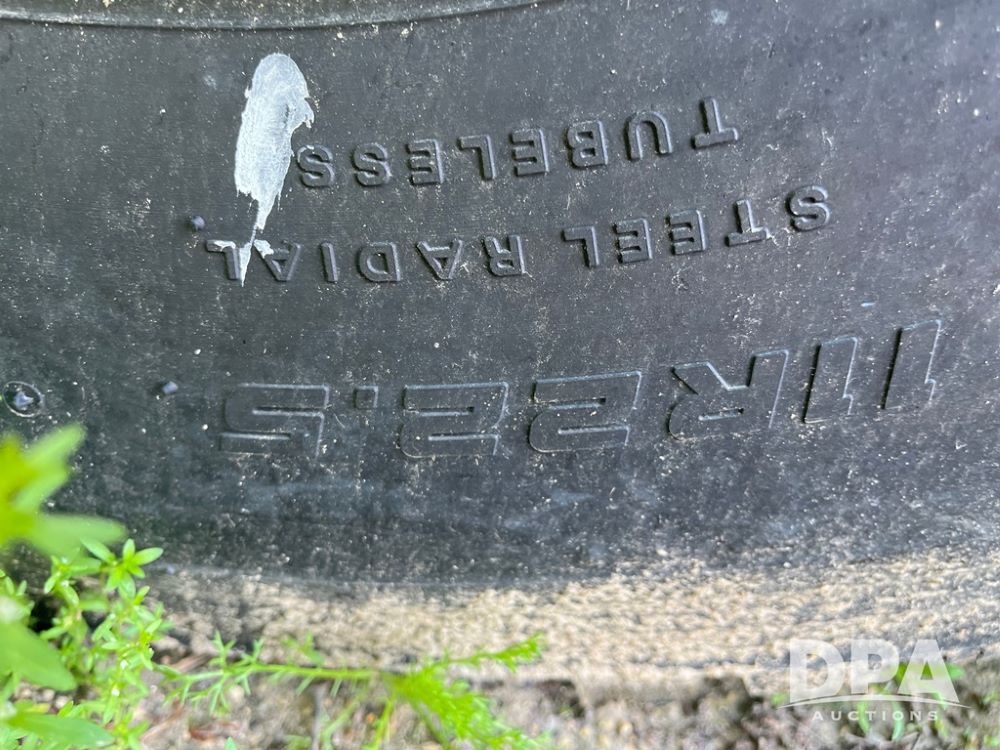 11R22.5
STEEL RADIAL
TUBELESS
DPA
AUCTIONS